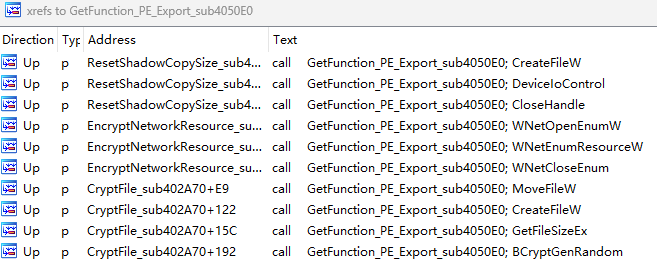 xrefs to GetFunction_PE_Export_sub4050E0
Direction Typ Address Text
Up p ResetShadowCopySize_sub4... call GetFunction_PE_Export_sub4050E0; CreateFileW
Up p ResetShadowCopySize_sub4... call GetFunction_PE_Export_sub4050E0; DeviceIoControl
Up p ResetShadowCopySize_sub4... call GetFunction_PE_Export_sub4050E0; CloseHandle
Up p EncryptNetworkResource_su... call GetFunction_PE_Export_sub4050E0; WNetOpenEnumW
Up p EncryptNetworkResource_su... call GetFunction_PE_Export_sub4050E0; WNetEnumResourceW
Up p EncryptNetworkResource_su... call GetFunction_PE_Export_sub4050E0; WNetCloseEnum
Up p CryptFile_sub402A70+E9 call GetFunction_PE_Export_sub4050E0; MoveFileW
Up p CryptFile_sub402A70+122 call GetFunction_PE_Export_sub4050E0; CreateFileW
Up p CryptFile_sub402A70+15C call GetFunction_PE_Export_sub4050E0; GetFileSizeEx
Up p CryptFile_sub402A70+192 call GetFunction_PE_Export_sub4050E0; BCryptGenRandom